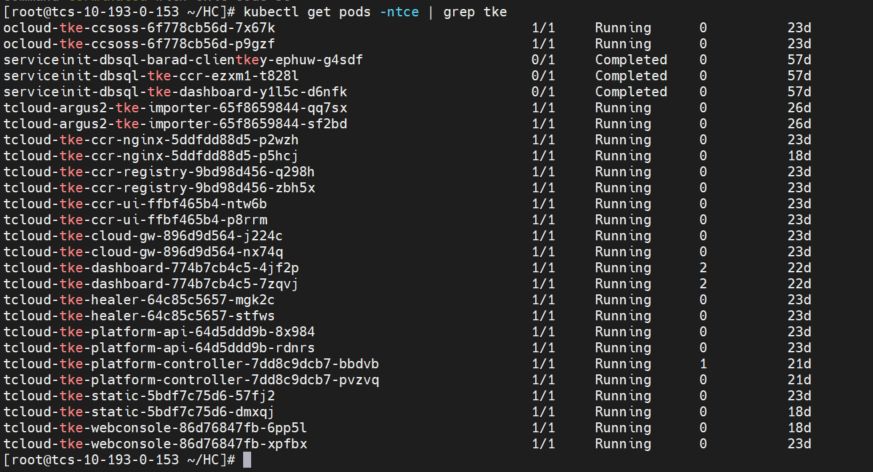 [root@tcs-10-193-0-153 ~/HC]# kubectl get pods -ntce | grep tke
ocloud-tke-ccsoss-6f778cb56d-7x67k 1/1 Running 0 23d
ocloud-tke-ccsoss-6f778cb56d-p9gzf 1/1 Running 0 23d
serviceinit-dbsql-barad-clientkey-ephuw-g4sdf 0/1 Completed 0 57d
serviceinit-dbsql-tke-ccr-ezxm1-t828l 0/1 Completed 0 57d
serviceinit-dbsql-tke-dashboard-y1l5c-d6nfk 0/1 Completed 0 57d
tcloud-argus2-tke-importer-65f8659844-qq7sx 1/1 Running 0 26d
tcloud-argus2-tke-importer-65f8659844-sf2bd 1/1 Running 0 26d
tcloud-tke-ccr-nginx-5ddfdd88d5-p2wzh 1/1 Running 0 23d
tcloud-tke-ccr-nginx-5ddfdd88d5-p5hcj 1/1 Running 0 18d
tcloud-tke-ccr-registry-9bd98d456-q298h 1/1 Running 0 23d
tcloud-tke-ccr-registry-9bd98d456-zbh5x 1/1 Running 0 23d
tcloud-tke-ccr-ui-ffbf465b4-ntw6b 1/1 Running 0 23d
tcloud-tke-ccr-ui-ffbf465b4-p8rrm 1/1 Running 0 23d
tcloud-tke-cloud-gw-896d9d564-j224c 1/1 Running 0 23d
tcloud-tke-cloud-gw-896d9d564-nx74q 1/1 Running 0 23d
tcloud-tke-dashboard-774b7cb4c5-4jf2p 1/1 Running 2 22d
tcloud-tke-dashboard-774b7cb4c5-7zqvj 1/1 Running 2 22d
tcloud-tke-healer-64c85c5657-mgk2c 1/1 Running 0 23d
tcloud-tke-healer-64c85c5657-stfws 1/1 Running 0 23d
tcloud-tke-platform-api-64d5ddd9b-8x984 1/1 Running 0 23d
tcloud-tke-platform-api-64d5ddd9b-rdnrs 1/1 Running 0 23d
tcloud-tke-platform-controller-7dd8c9dcb7-bbdvb 1/1 Running 1 21d
tcloud-tke-platform-controller-7dd8c9dcb7-pvzvq 1/1 Running 0 21d
tcloud-tke-static-5bdf7c75d6-57fj2 1/1 Running 0 23d
tcloud-tke-static-5bdf7c75d6-dmxqj 1/1 Running 0 18d
tcloud-tke-webconsole-86d76847fb-6pp5l 1/1 Running 0 18d
tcloud-tke-webconsole-86d76847fb-xpfbx 1/1 Running 0 23d
[root@tcs-10-193-0-153 ~/HC]#